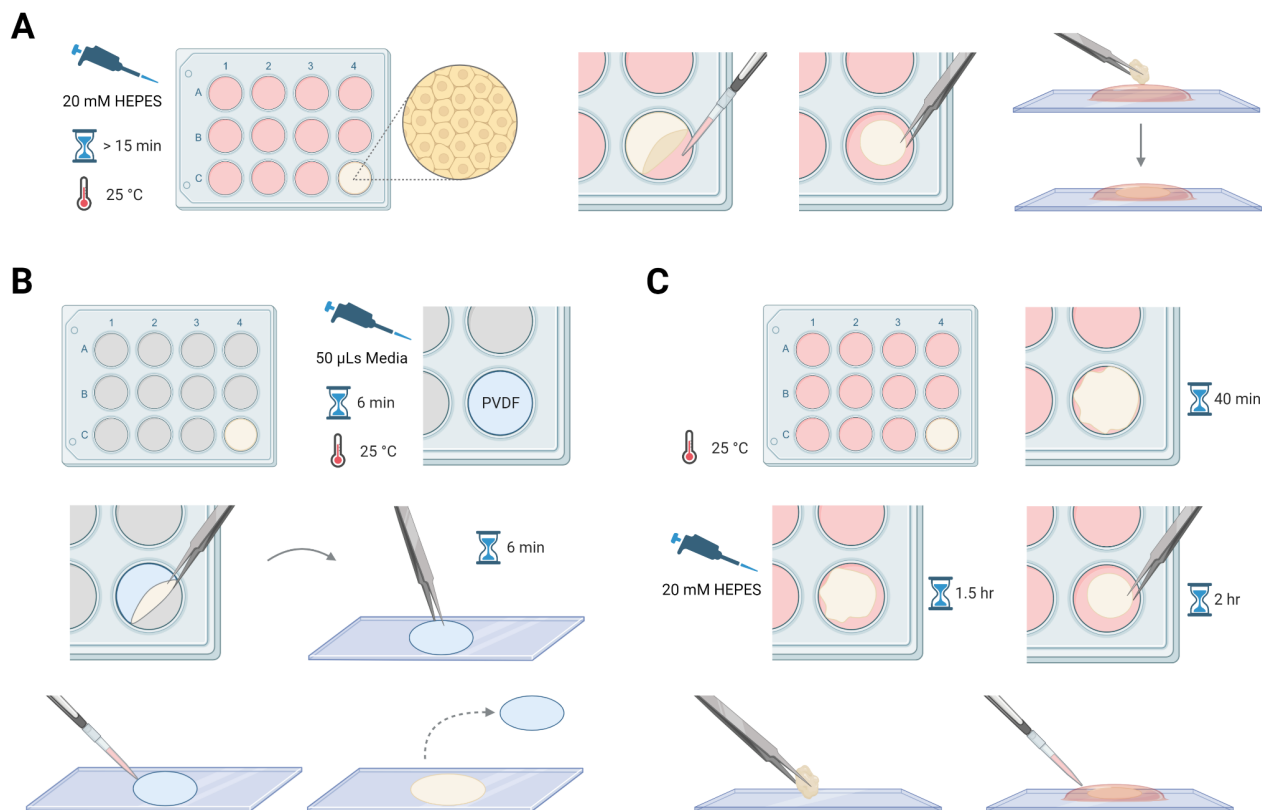 A
20 mM HEPES
> 15 min
25 °C
1 2 3 4
A
B
C
B
1 2 3 4
A
B
C
50 µLs Media
6 min
25 °C
PVDF
6 min
C
25 °C
1 2 3 4
A
B
C
40 min
20 mM HEPES
1.5 hr
2 hr